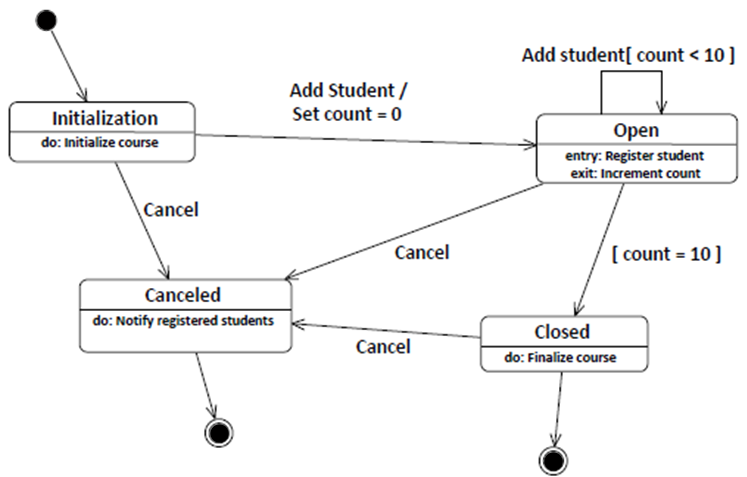 Add student[ count < 10 ]
Add Student /
Set count = 0
Initialization
do: Initialize course
Open
entry: Register student
exit: Increment count
Cancel
Cancel
[ count = 10 ]
Canceled
do: Notify registered students
Closed
do: Finalize course
Cancel